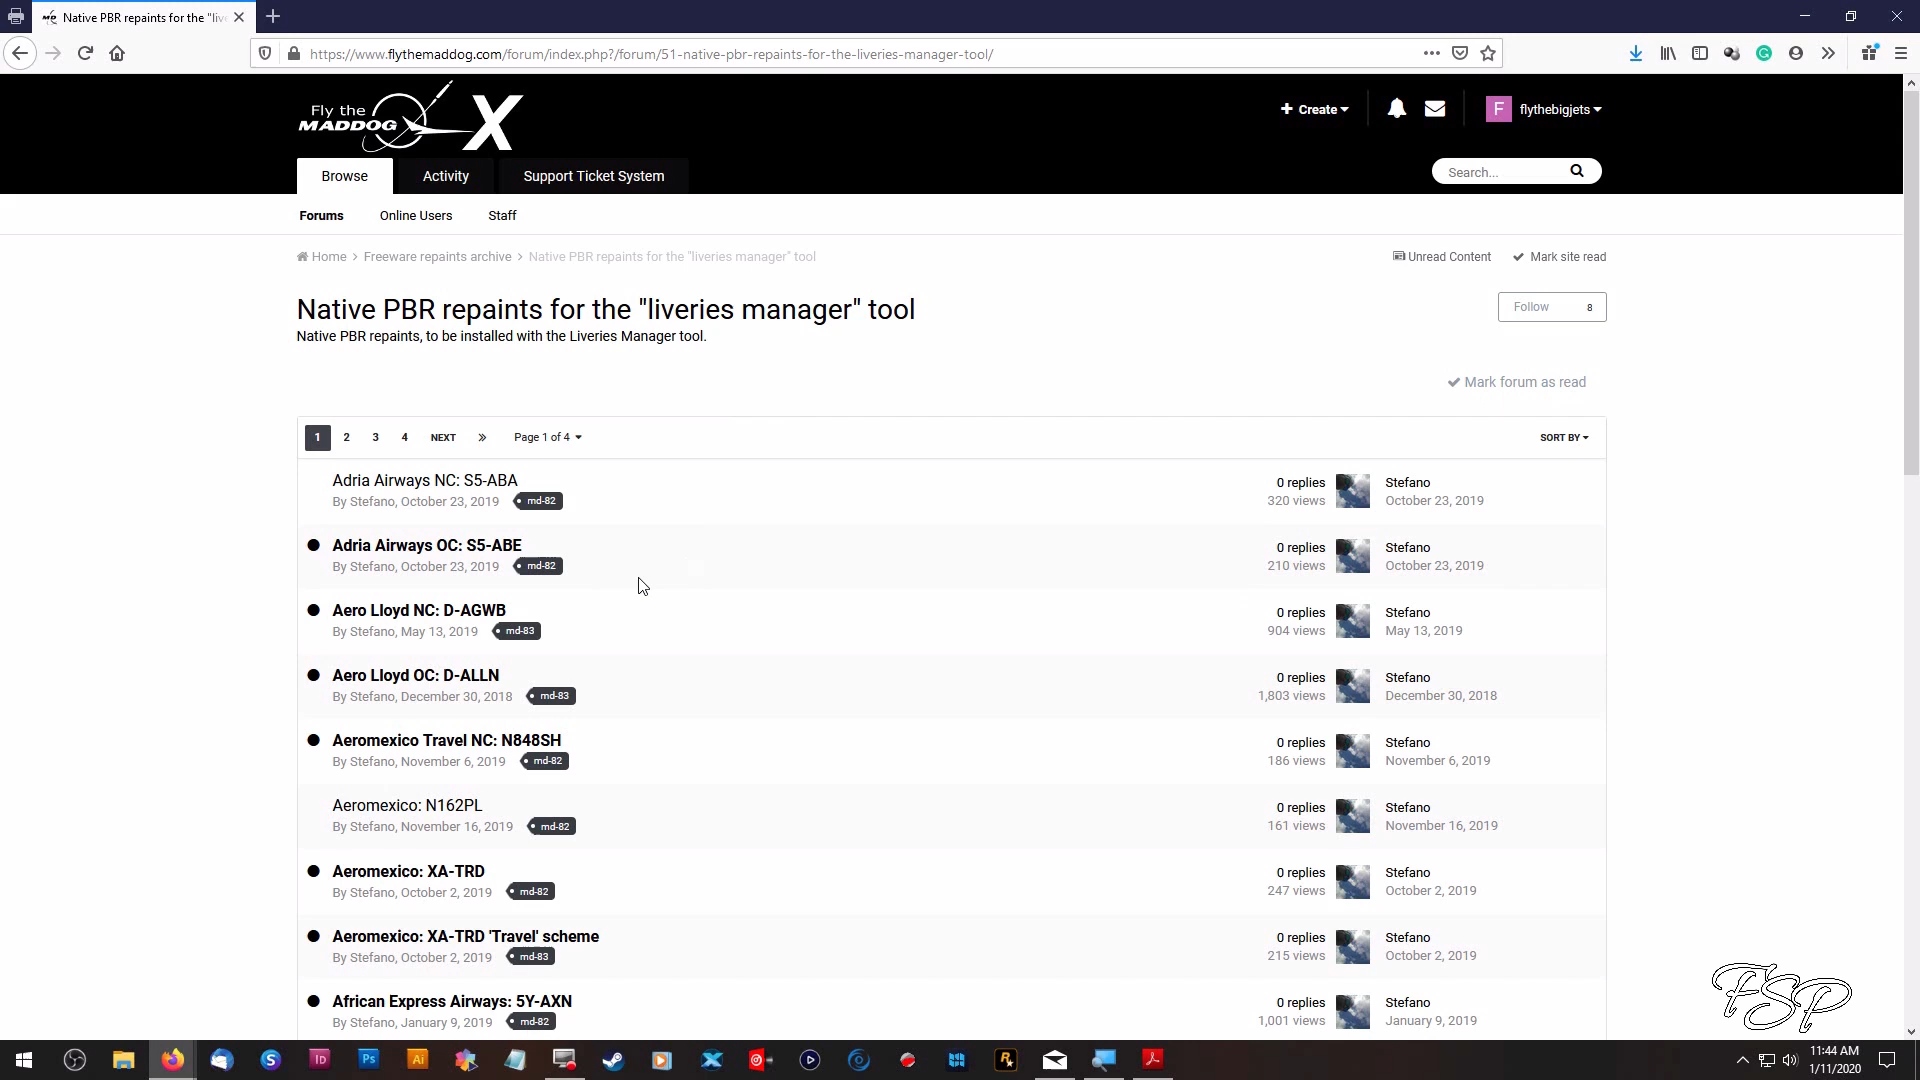 Native PBR repaints for the "live
https://www.flythemaddog.com/forum/index.php?/forum/51-native-pbr-repaints-for-the-liveries-manager-tool/
Fly the
MADDOG X
+ Create
F flythebigjets
Browse Activity Support Ticket System
Search...
Forums Online Users Staff
Home > Freeware repaints archive > Native PBR repaints for the "liveries manager" tool
Unread Content Mark site read
Native PBR repaints for the "liveries manager" tool
Follow 8
Native PBR repaints, to be installed with the Liveries Manager tool.
Mark forum as read
1 2 3 4 NEXT » Page 1 of 4 SORT BY
Adria Airways NC: S5-ABA
By Stefano, October 23, 2019 md-82
0 replies
320 views
Stefano
October 23, 2019
Adria Airways OC: S5-ABE
By Stefano, October 23, 2019 md-82
0 replies
210 views
Stefano
October 23, 2019
Aero Lloyd NC: D-AGWB
By Stefano, May 13, 2019 md-83
0 replies
904 views
Stefano
May 13, 2019
Aero Lloyd OC: D-ALLN
By Stefano, December 30, 2018 md-83
0 replies
1,803 views
Stefano
December 30, 2018
Aeromexico Travel NC: N848SH
By Stefano, November 6, 2019 md-82
0 replies
186 views
Stefano
November 6, 2019
Aeromexico: N162PL
By Stefano, November 16, 2019 md-82
0 replies
161 views
Stefano
November 16, 2019
Aeromexico: XA-TRD
By Stefano, October 2, 2019 md-82
0 replies
247 views
Stefano
October 2, 2019
Aeromexico: XA-TRD 'Travel' scheme
By Stefano, October 2, 2019 md-83
0 replies
215 views
Stefano
October 2, 2019
African Express Airways: 5Y-AXN
By Stefano, January 9, 2019 md-82
0 replies
1,001 views
Stefano
January 9, 2019
FSP
Id Ps Ai
11:44 AM
1/11/2020